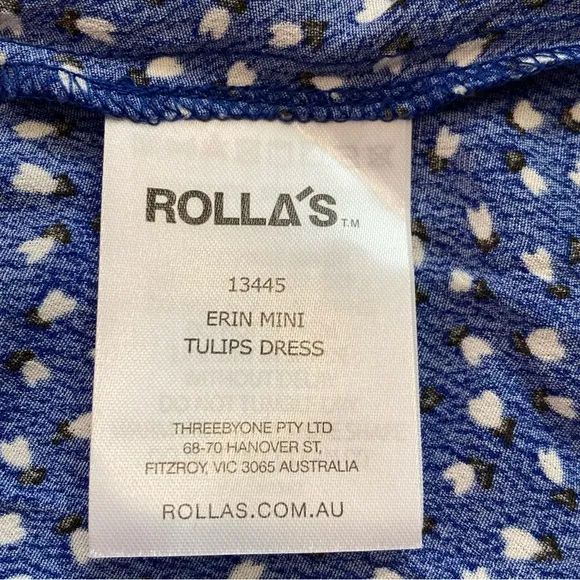 ROLLA'S TM
13445
ERIN MINI
TULIPS DRESS
THREEBYONE PTY LTD
68-70 HANOVER ST,
FITZROY, VIC 3065 AUSTRALIA
ROLLAS.COM.AU